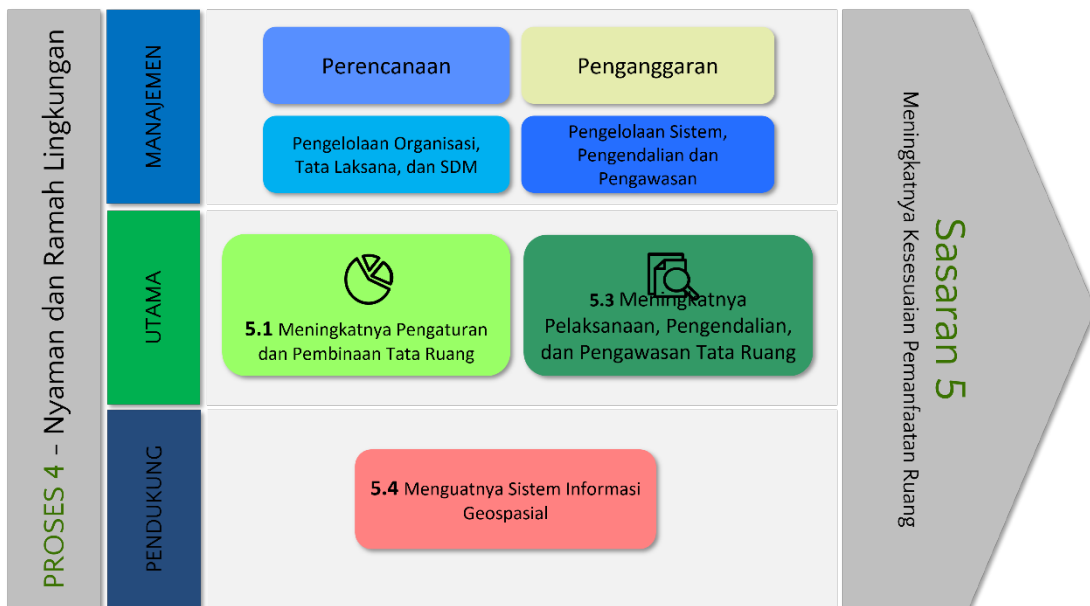 PROSES 4 – Nyaman dan Ramah Lingkungan
MANAJEMEN
Perencanaan
Penganggaran
Pengelolaan Organisasi,
Tata Laksana, dan SDM
Pengelolaan Sistem,
Pengendalian dan
Pengawasan
UTAMA
5.1 Meningkatnya Pengaturan
dan Pembinaan Tata Ruang
5.3 Meningkatnya
Pelaksanaan, Pengendalian,
dan Pengawasan Tata Ruang
PENDUKUNG
5.4 Menguatnya Sistem Informasi
Geospasial
Sasaran 5
Meningkatnya Kesesuaian Pemanfaatan Ruang